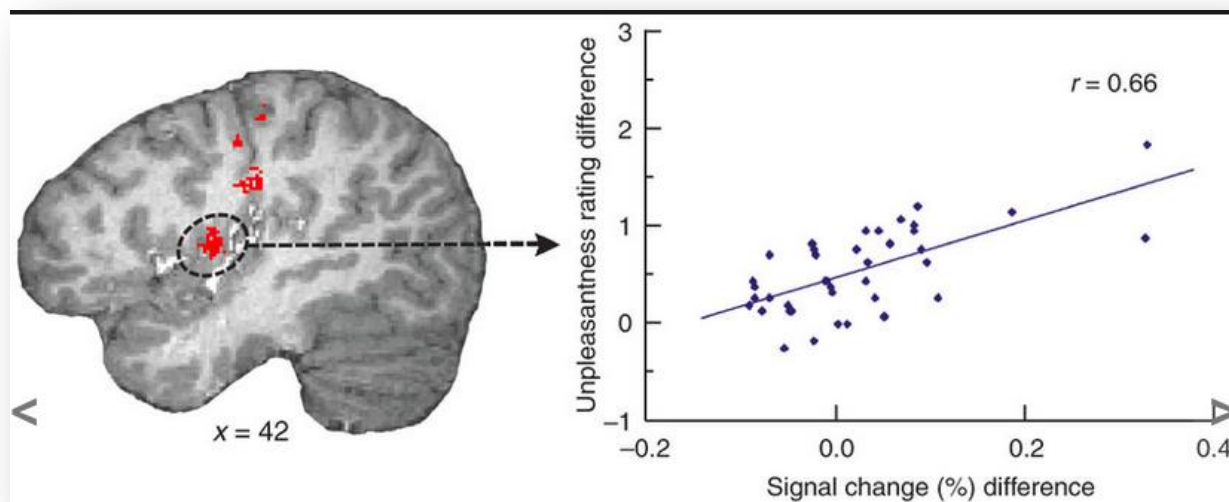 x = 42
Unpleasantness rating difference
3
2
1
0
−1
r = 0.66
−0.2
0.0
0.2
0.4
Signal change (%) difference